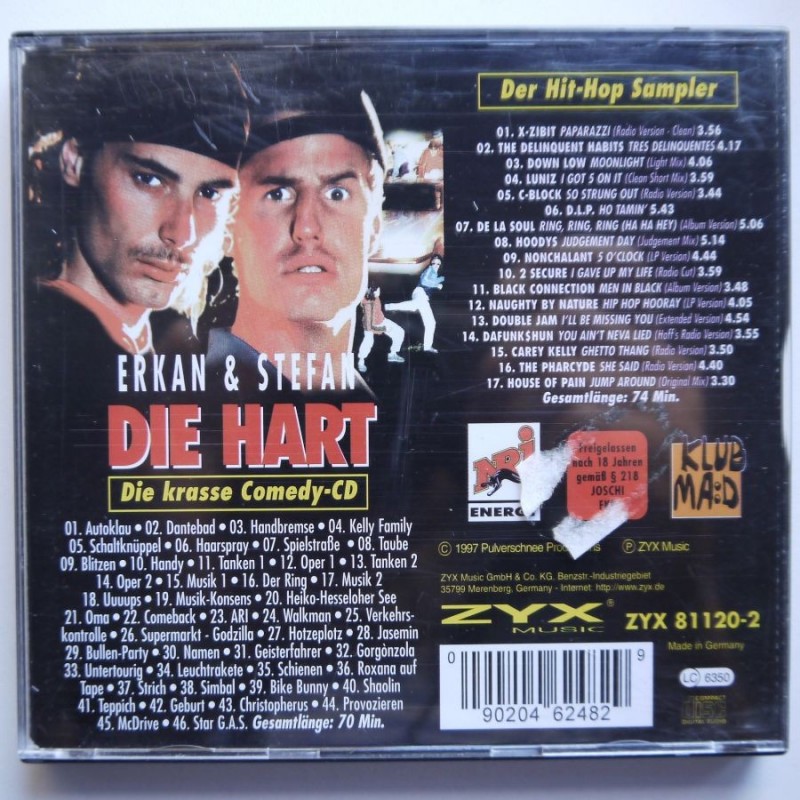 ERKAN & STEFAN
DIE HART
Die krasse Comedy-CD
01. Autoklau • 02. Dantebad • 03. Handbremse • 04. Kelly Family
05. Schaltknüppel • 06. Haarspray • 07. Spielstraße • 08. Taube
09. Blitzen • 10. Handy • 11. Tanken 1 • 12. Oper 1 • 13. Tanken 2
14. Oper 2 • 15. Musik 1 • 16. Der Ring • 17. Musik 2
18. Uuuups • 19. Musik-Konsens • 20. Heiko-Hesseloher See
21. Oma • 22. Comeback • 23. ARI • 24. Walkman • 25. Verkehrs-
kontrolle • 26. Supermarkt - Godzilla • 27. Hotzeplotz • 28. Jasemin
29. Bullen-Party • 30. Namen • 31. Geisterfahrer • 32. Gorgònzola
33. Untertourig • 34. Leuchtrakete • 35. Schienen • 36. Roxana auf
Tape • 37. Strich • 38. Simbal • 39. Bike Bunny • 40. Shaolin
41. Teppich • 42. Geburt • 43. Christopherus • 44. Provozieren
45. McDrive • 46. Star G.A.S. Gesamtlänge: 70 Min.
Der Hit-Hop Sampler
01. X-ZIBIT PAPARAZZI (Radio Version - Clean) 3.56
02. THE DELINQUENT HABITS TRES DELINQUENTES 4.17
03. DOWN LOW MOONLIGHT (Light Mix) 4.06
04. LUNIZ I GOT 5 ON IT (Clean Short Mix) 3.59
05. C-BLOCK SO STRUNG OUT (Radio Version) 3.44
06. D.L.P. HO TAMIN' 5.43
07. DE LA SOUL RING, RING, RING (HA HA HEY) (Album Version) 5.06
08. HOODYS JUDGEMENT DAY (Judgement Mix) 5.14
09. NONCHALANT 5 O'CLOCK (LP Version) 4.44
10. 2 SECURE I GAVE UP MY LIFE (Radio Cut) 3.59
11. BLACK CONNECTION MEN IN BLACK (Album Version) 3.48
12. NAUGHTY BY NATURE HIP HOP HOORAY (LP Version) 4.05
13. DOUBLE JAM I'LL BE MISSING YOU (Extended Version) 4.54
14. DAFUNK$HUN YOU AIN'T NEVA LIED (Hoff's Radio Version) 3.55
15. CAREY KELLY GHETTO THANG (Radio Version) 3.50
16. THE PHARCYDE SHE SAID (Radio Version) 4.40
17. HOUSE OF PAIN JUMP AROUND (Original Mix) 3.30
Gesamtlänge: 74 Min.
ENERGY
Freigelassen
nach 18 Jahren
gemäß § 218
JOSCHI
KLUB
MA:D
© 1997 Pulverschnee Productions ℗ ZYX Music
ZYX Music GmbH & Co. KG. Benzstr.-Industriegebiet
35799 Merenberg, Germany - Internet: http://www.zyx.de
ZYX®
MUSIC
ZYX 81120-2
Made in Germany
LC 6350
COMPACT
disc
DIGITAL AUDIO
0 90204 62482 9